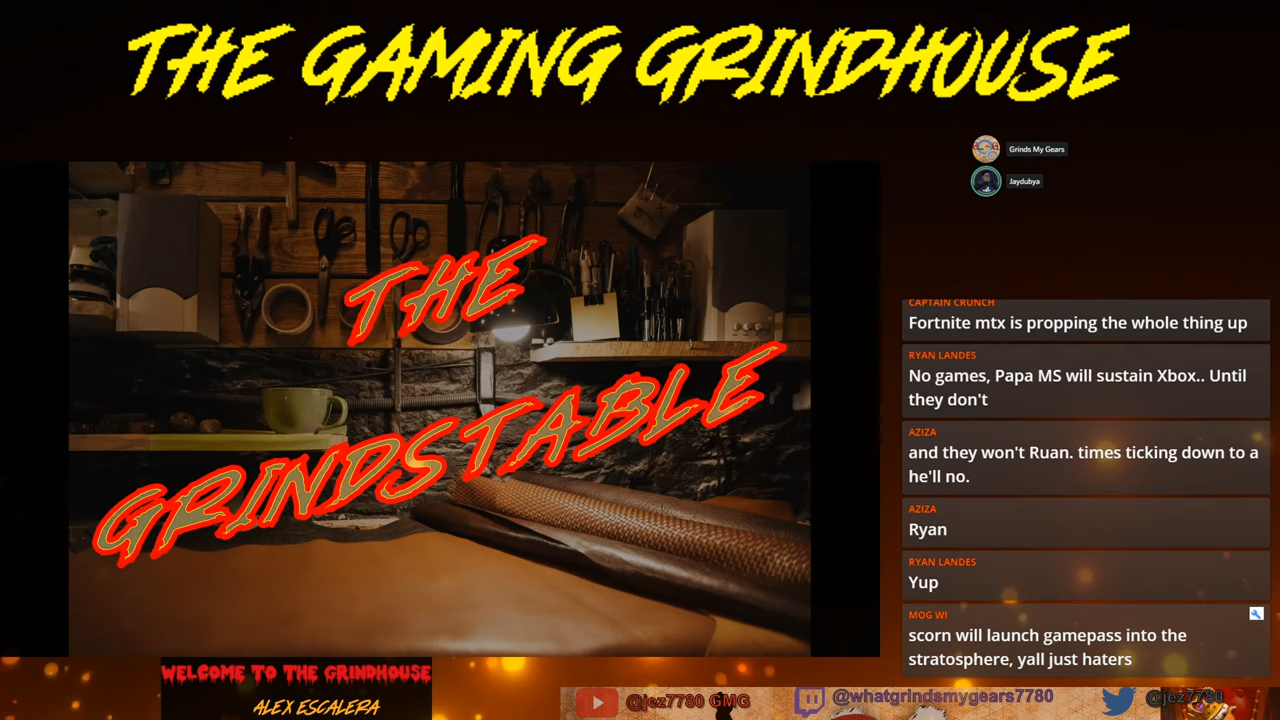 THE GAMING GRINDHOUSE
Grinds My Gears
Jaydubya
THE
GRINDSTABLE
CAPTAIN CRUNCH
Fortnite mtx is propping the whole thing up
RYAN LANDES
No games, Papa MS will sustain Xbox.. Until
they don't
AZIZA
and they won't Ruan. times ticking down to a
he'll no.
AZIZA
Ryan
RYAN LANDES
Yup
MOG WI
scorn will launch gamepass into the
stratosphere, yall just haters
WELCOME TO THE GRINDHOUSE
ALEX ESCALERA
@jez7780 GMG
@whatgrindsmygears7780
@jez7780